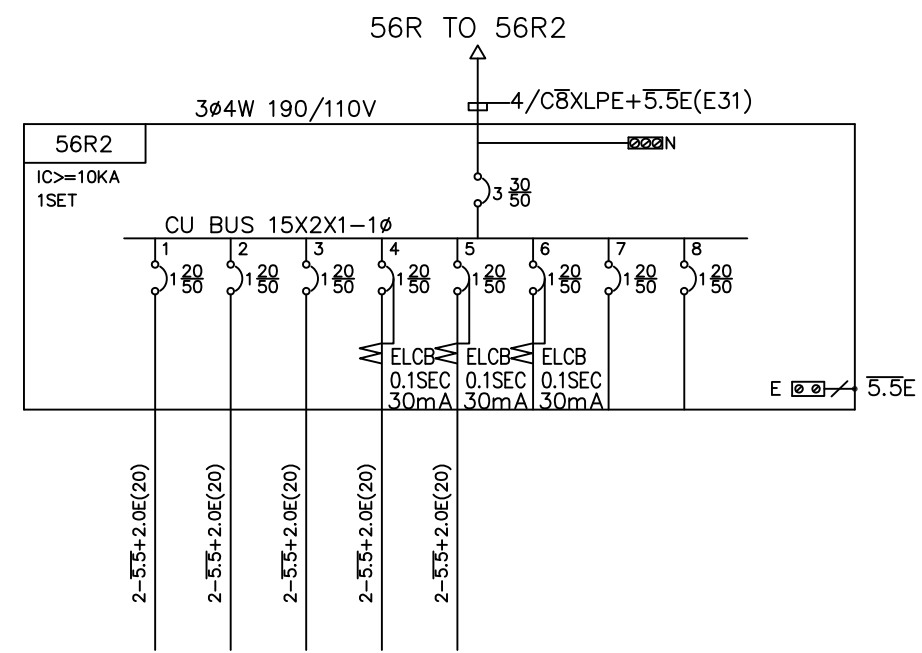 56R TO 56R2
4/C8XLPE+5.5E(E31)
3ø4W 190/110V
56R2
N
IC>=10KA
1SET
3 30/50
CU BUS 15X2X1-1ø
1 2 3 4 5 6 7 8
1 20/50 1 20/50 1 20/50 1 20/50 1 20/50 1 20/50 1 20/50 1 20/50
ELCB ELCB ELCB
0.1SEC 0.1SEC 0.1SEC
30mA 30mA 30mA
E 5.5E
2-5.5+2.0E(20)
2-5.5+2.0E(20)
2-5.5+2.0E(20)
2-5.5+2.0E(20)
2-5.5+2.0E(20)